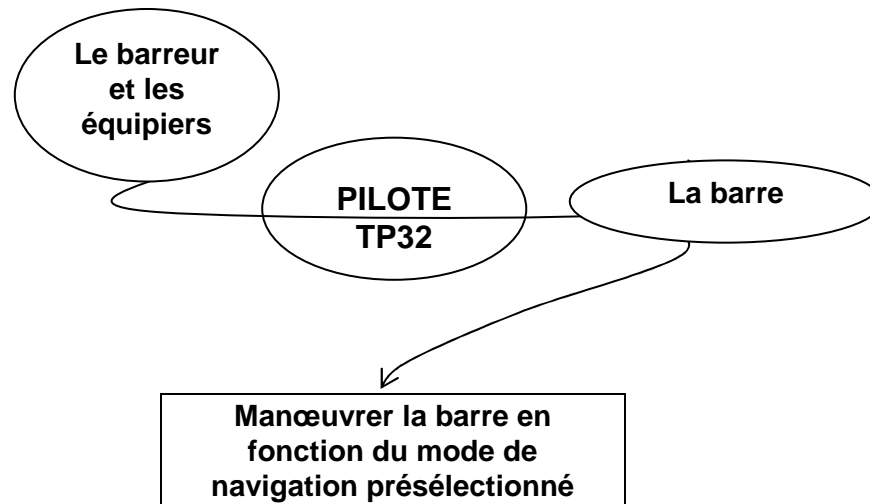 Le barreur
et les
équipiers
PILOTE
TP32
La barre
Manœuvrer la barre en
fonction du mode de
navigation présélectionné